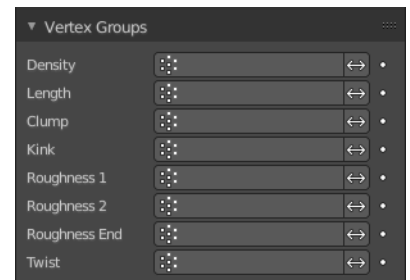 Vertex Groups
Density
Length
Clump
Kink
Roughness 1
Roughness 2
Roughness End
Twist